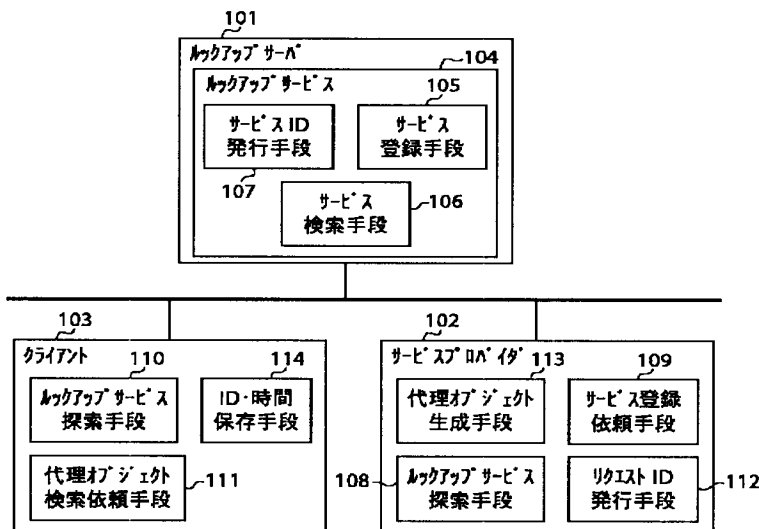 101
ルックアップサーバ
104
ルックアップサービス
105
サービスID
発行手段
サービス
登録手段
107
サービス
検索手段
106
103
クライアント
110
114
ルックアップサービス
探索手段
ID・時間
保存手段
代理オブジェクト
検索依頼手段
111
102
サービスプロバイダ
113
109
代理オブジェクト
生成手段
サービス登録
依頼手段
108
ルックアップサービス
探索手段
リクエストID
発行手段
112